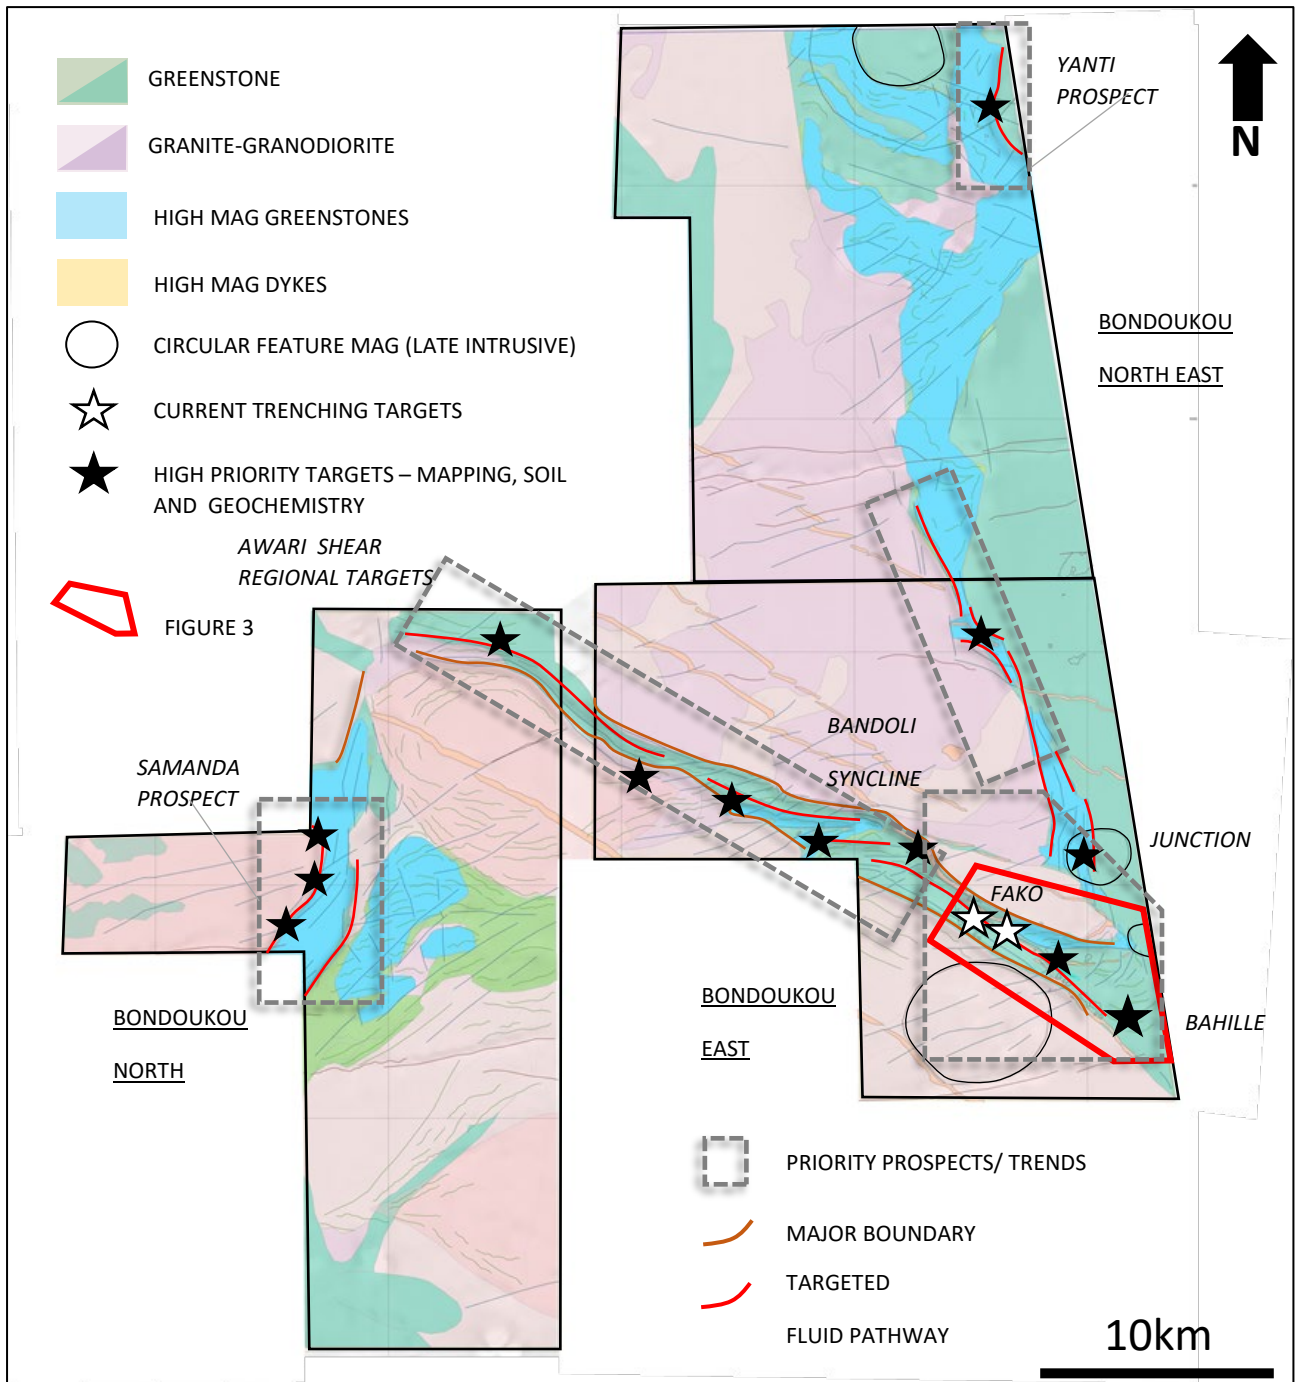 GREENSTONE
GRANITE-GRANODIORITE
HIGH MAG GREENSTONES
HIGH MAG DYKES
CIRCULAR FEATURE MAG (LATE INTRUSIVE)
CURRENT TRENCHING TARGETS
HIGH PRIORITY TARGETS – MAPPING, SOIL
AND GEOCHEMISTRY
FIGURE 3
YANTI
PROSPECT
N
BONDOUKOU
NORTH EAST
AWARI SHEAR
REGIONAL TARGETS
SAMANDA
PROSPECT
BANDOLI
SYNCLINE
JUNCTION
FAKO
BAHILLE
BONDOUKOU
NORTH
BONDOUKOU
EAST
PRIORITY PROSPECTS/ TRENDS
MAJOR BOUNDARY
TARGETED
FLUID PATHWAY
10km